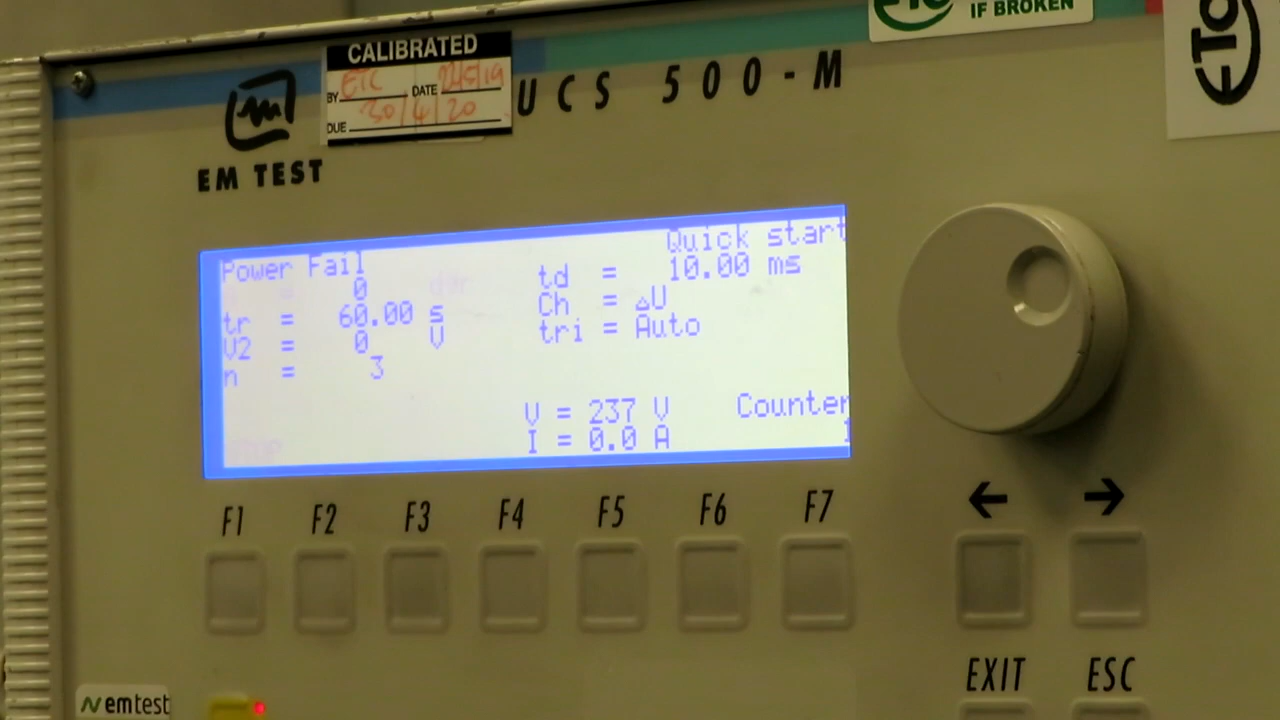 IF BROKEN
CALIBRATED
BY ETC DATE
DUE 30/4/20
UCS 500-M
EM TEST
Quick start
Power Fail
0
td = 10.00 ms
tr = 60.00 s
Ch = ΔU
V2 = 0 V
tri = Auto
n = 3
V = 237 V
Counter
I = 0.0 A
1
F1 F2 F3 F4 F5 F6 F7
← →
EXIT ESC
emtest